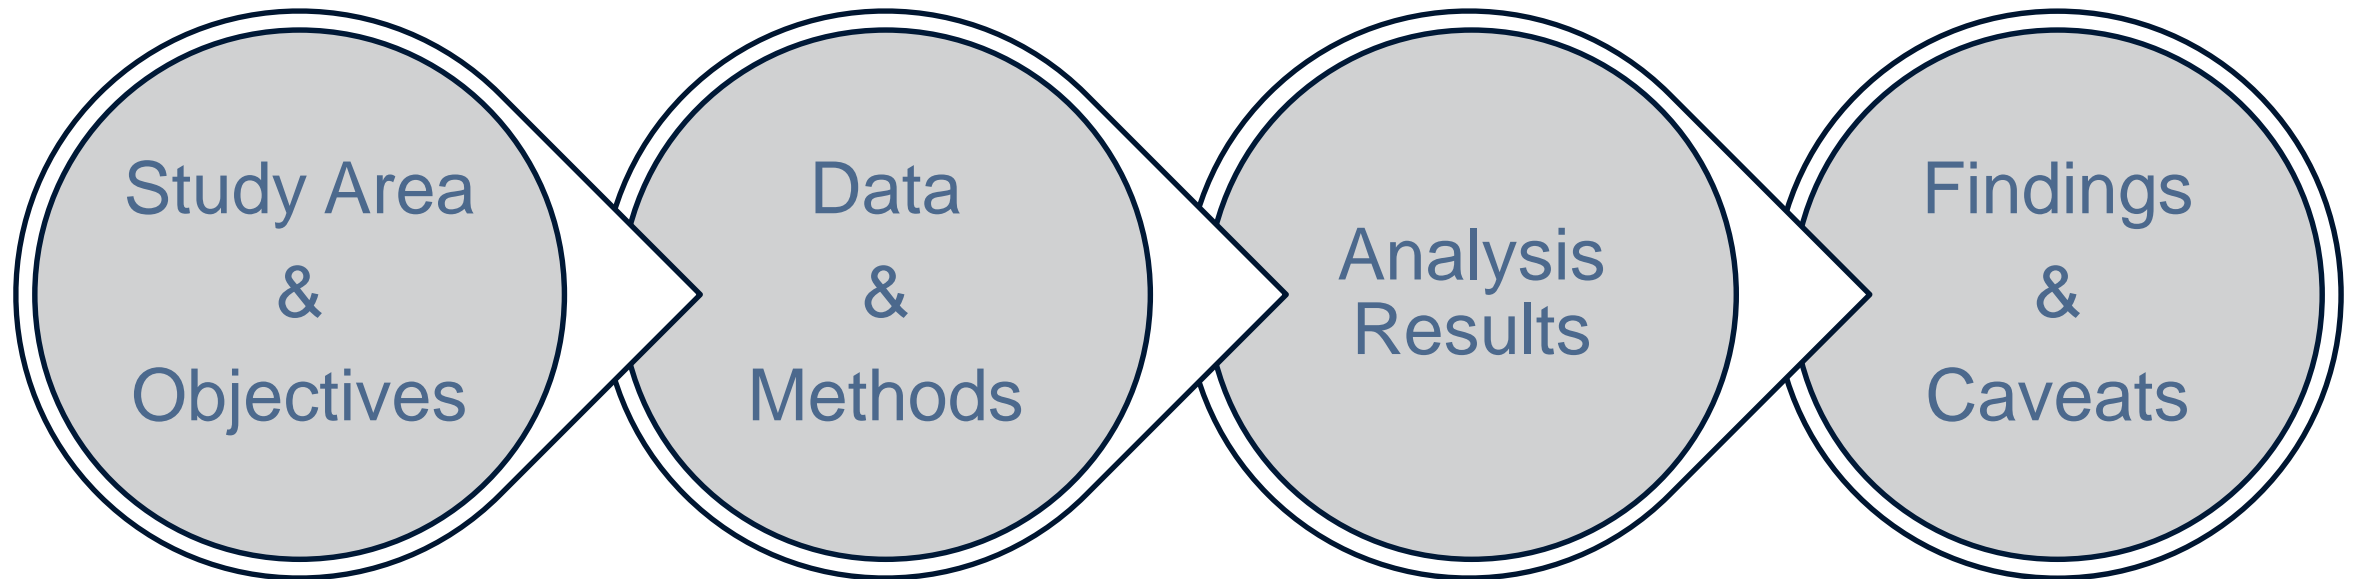 Study Area
&
Objectives
Data
&
Methods
Analysis
Results
Findings
&
Caveats